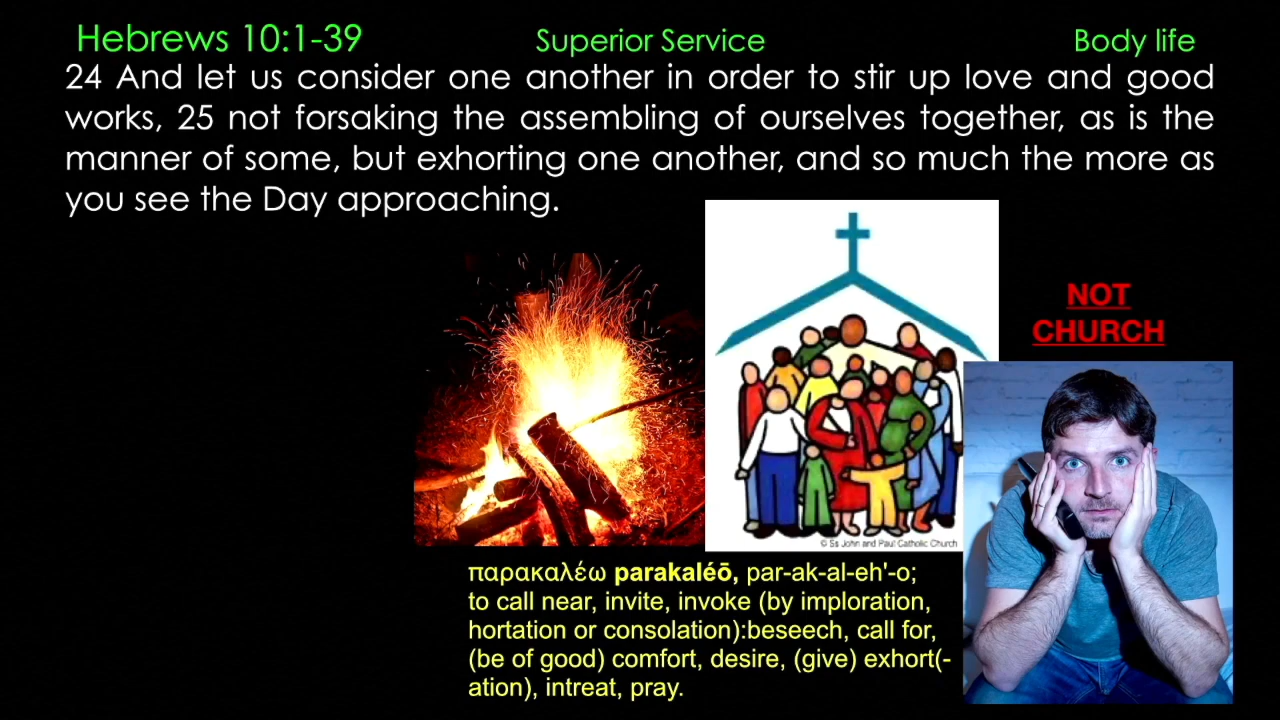 Hebrews 10:1-39 Superior Service Body life
24 And let us consider one another in order to stir up love and good
works, 25 not forsaking the assembling of ourselves together, as is the
manner of some, but exhorting one another, and so much the more as
you see the Day approaching.
NOT
CHURCH
© Ss John and Paul Catholic Church
παρακαλέω parakaléō, par-ak-al-eh'-o;
to call near, invite, invoke (by imploration,
hortation or consolation):beseech, call for,
(be of good) comfort, desire, (give) exhort(-
ation), intreat, pray.